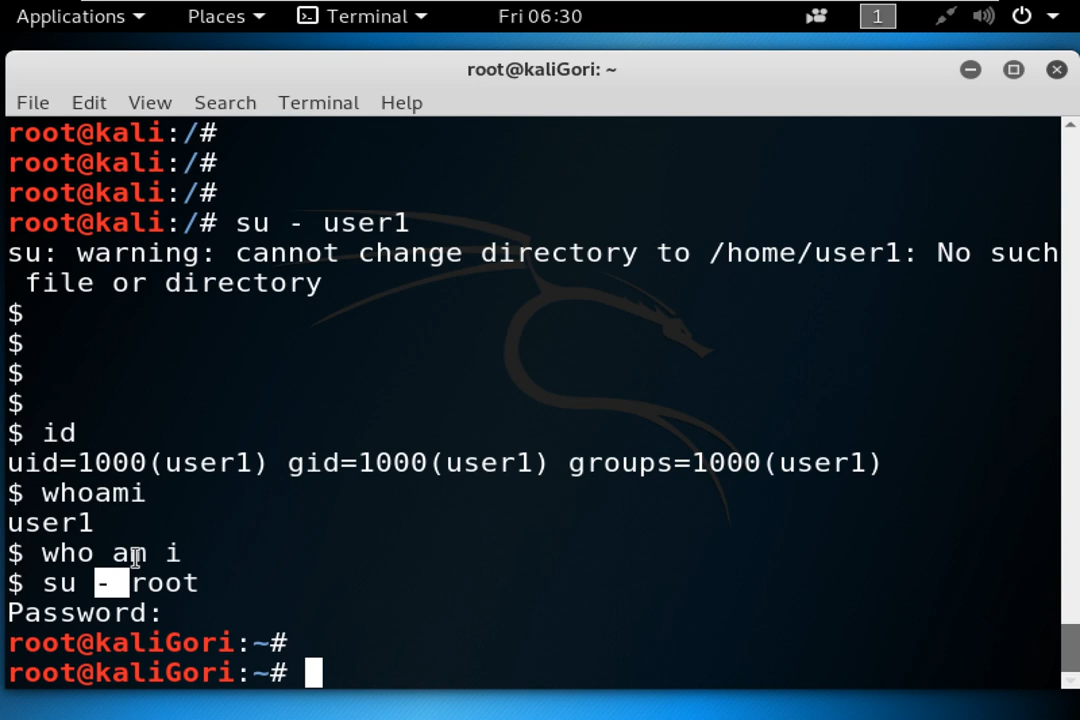 Applications Places Terminal Fri 06:30 1
root@kaliGori: ~
File Edit View Search Terminal Help
root@kali:/#
root@kali:/#
root@kali:/#
root@kali:/# su - user1
su: warning: cannot change directory to /home/user1: No such
file or directory
$
$
$
$
$ id
uid=1000(user1) gid=1000(user1) groups=1000(user1)
$ whoami
user1
$ who am i
$ su - root
Password:
root@kaliGori:~#
root@kaliGori:~#